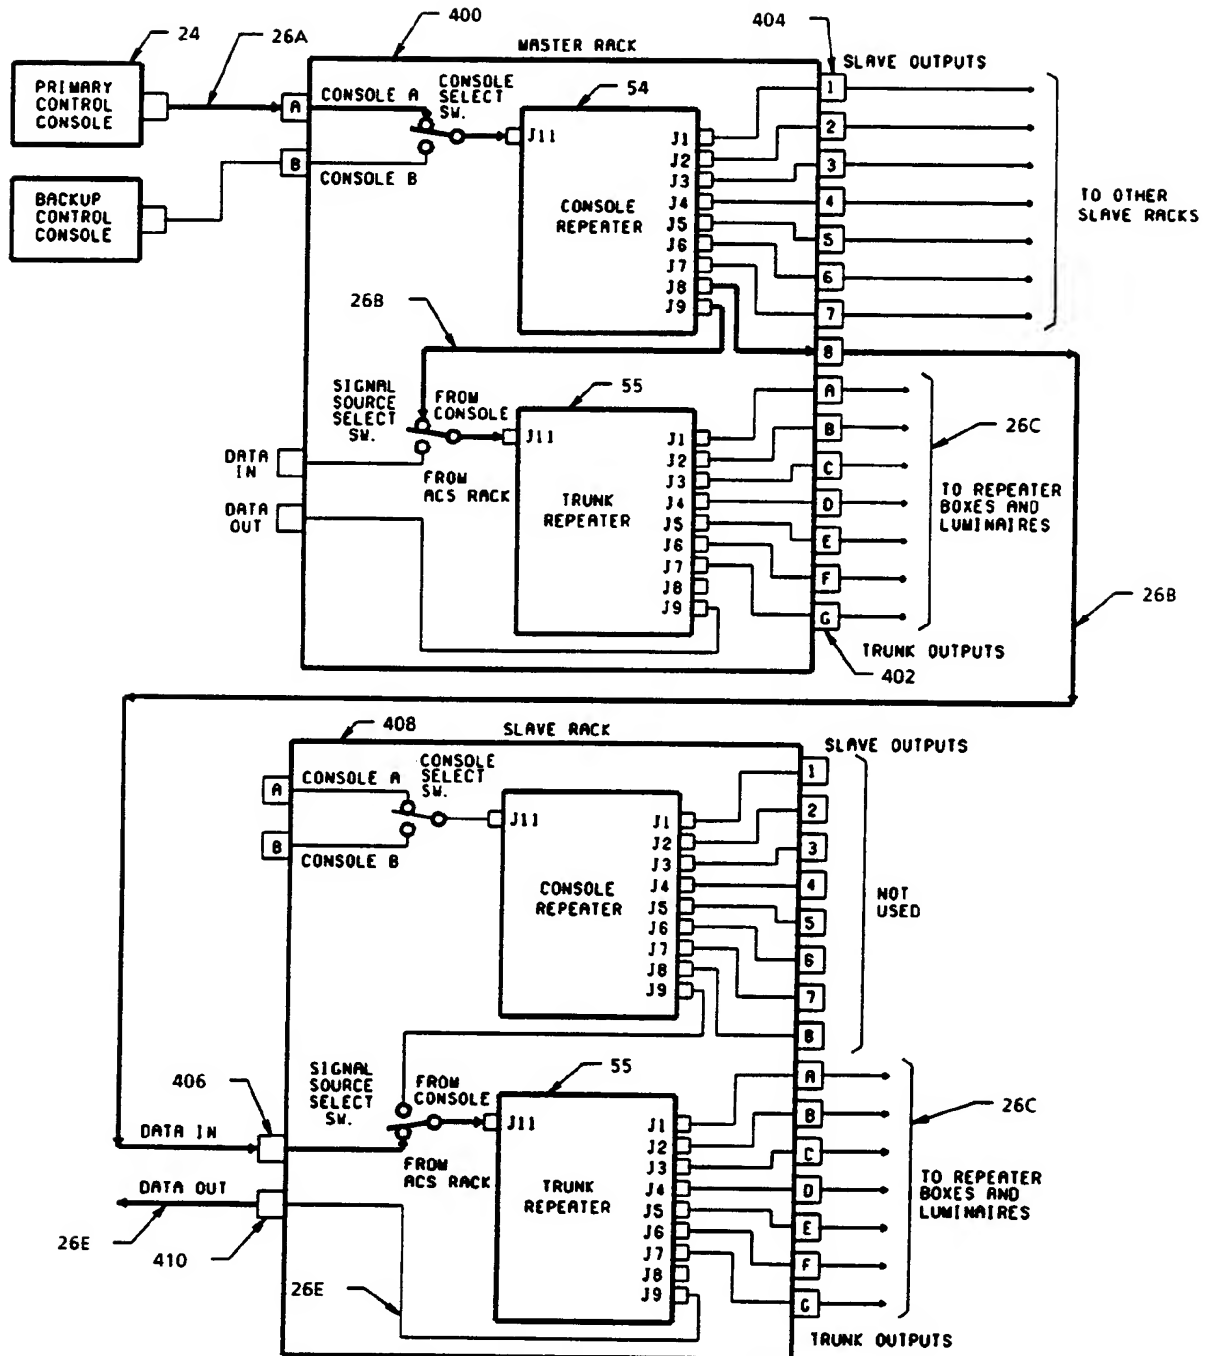 24
26A
400
MASTER RACK
404
SLAVE OUTPUTS
PRIMARY
CONTROL
CONSOLE
A
CONSOLE A
CONSOLE
SELECT
SW.
54
J11
CONSOLE
REPEATER
J1
J2
J3
J4
J5
J6
J7
J8
J9
1
2
3
4
5
6
7
8
TO OTHER
SLAVE RACKS
BACKUP
CONTROL
CONSOLE
B
CONSOLE B
26B
SIGNAL
SOURCE
SELECT
SW.
FROM
CONSOLE
55
J11
TRUNK
REPEATER
J1
J2
J3
J4
J5
J6
J7
J8
J9
A
B
C
D
E
F
G
26C
TO REPEATER
BOXES AND
LUMINAIRES
DATA
IN
FROM
ACS RACK
DATA
OUT
26B
TRUNK OUTPUTS
402
408
SLAVE RACK
SLAVE OUTPUTS
A
CONSOLE A
CONSOLE
SELECT
SW.
B
CONSOLE B
J11
CONSOLE
REPEATER
J1
J2
J3
J4
J5
J6
J7
J8
J9
1
2
3
4
5
6
7
8
NOT
USED
406
SIGNAL
SOURCE
SELECT
SW.
FROM
CONSOLE
55
J11
TRUNK
REPEATER
J1
J2
J3
J4
J5
J6
J7
J8
J9
A
B
C
D
E
F
G
26C
TO REPEATER
BOXES AND
LUMINAIRES
DATA IN
FROM
ACS RACK
DATA OUT
26E
410
26E
TRUNK OUTPUTS